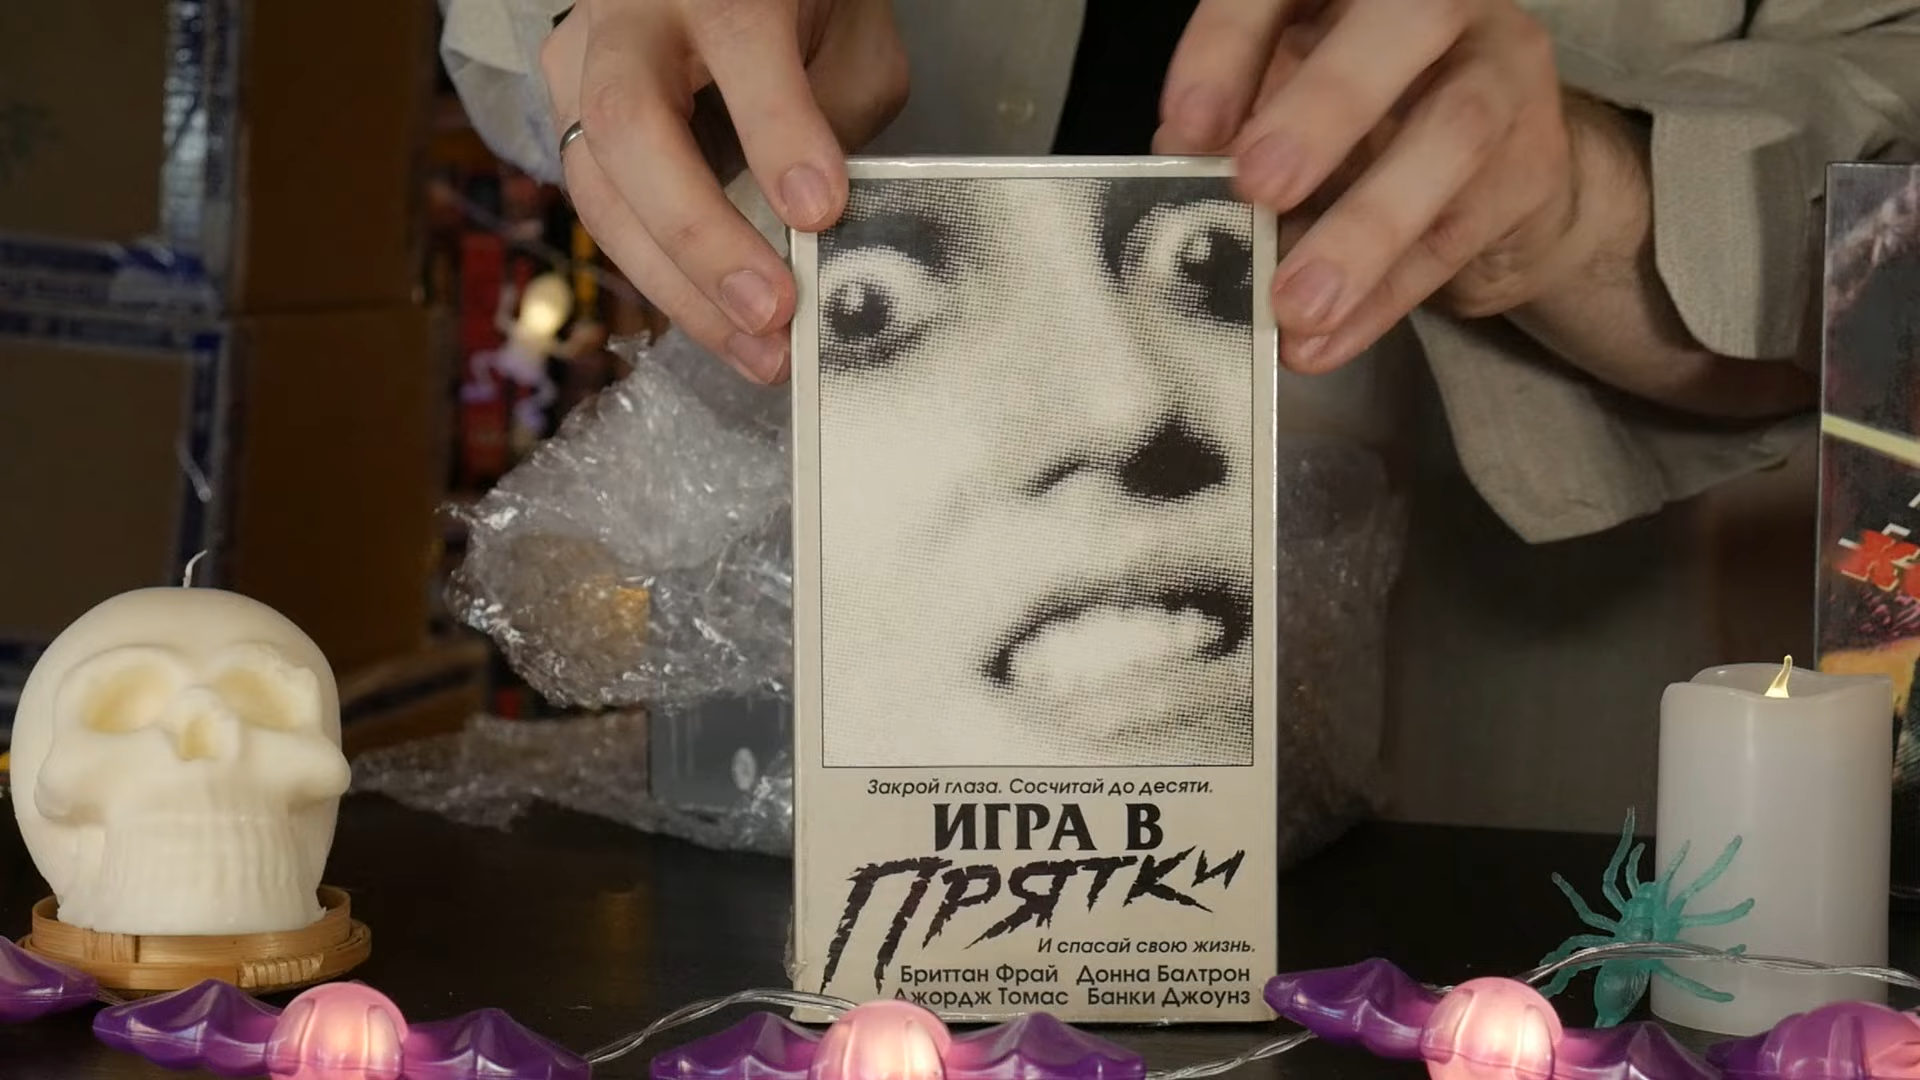 Закрой глаза. Сосчитай до десяти.
ИГРА В
ПРЯТКИ
И спасай свою жизнь.
Бриттан Фрай Донна Балтрон
Джордж Томас Банки Джоунз